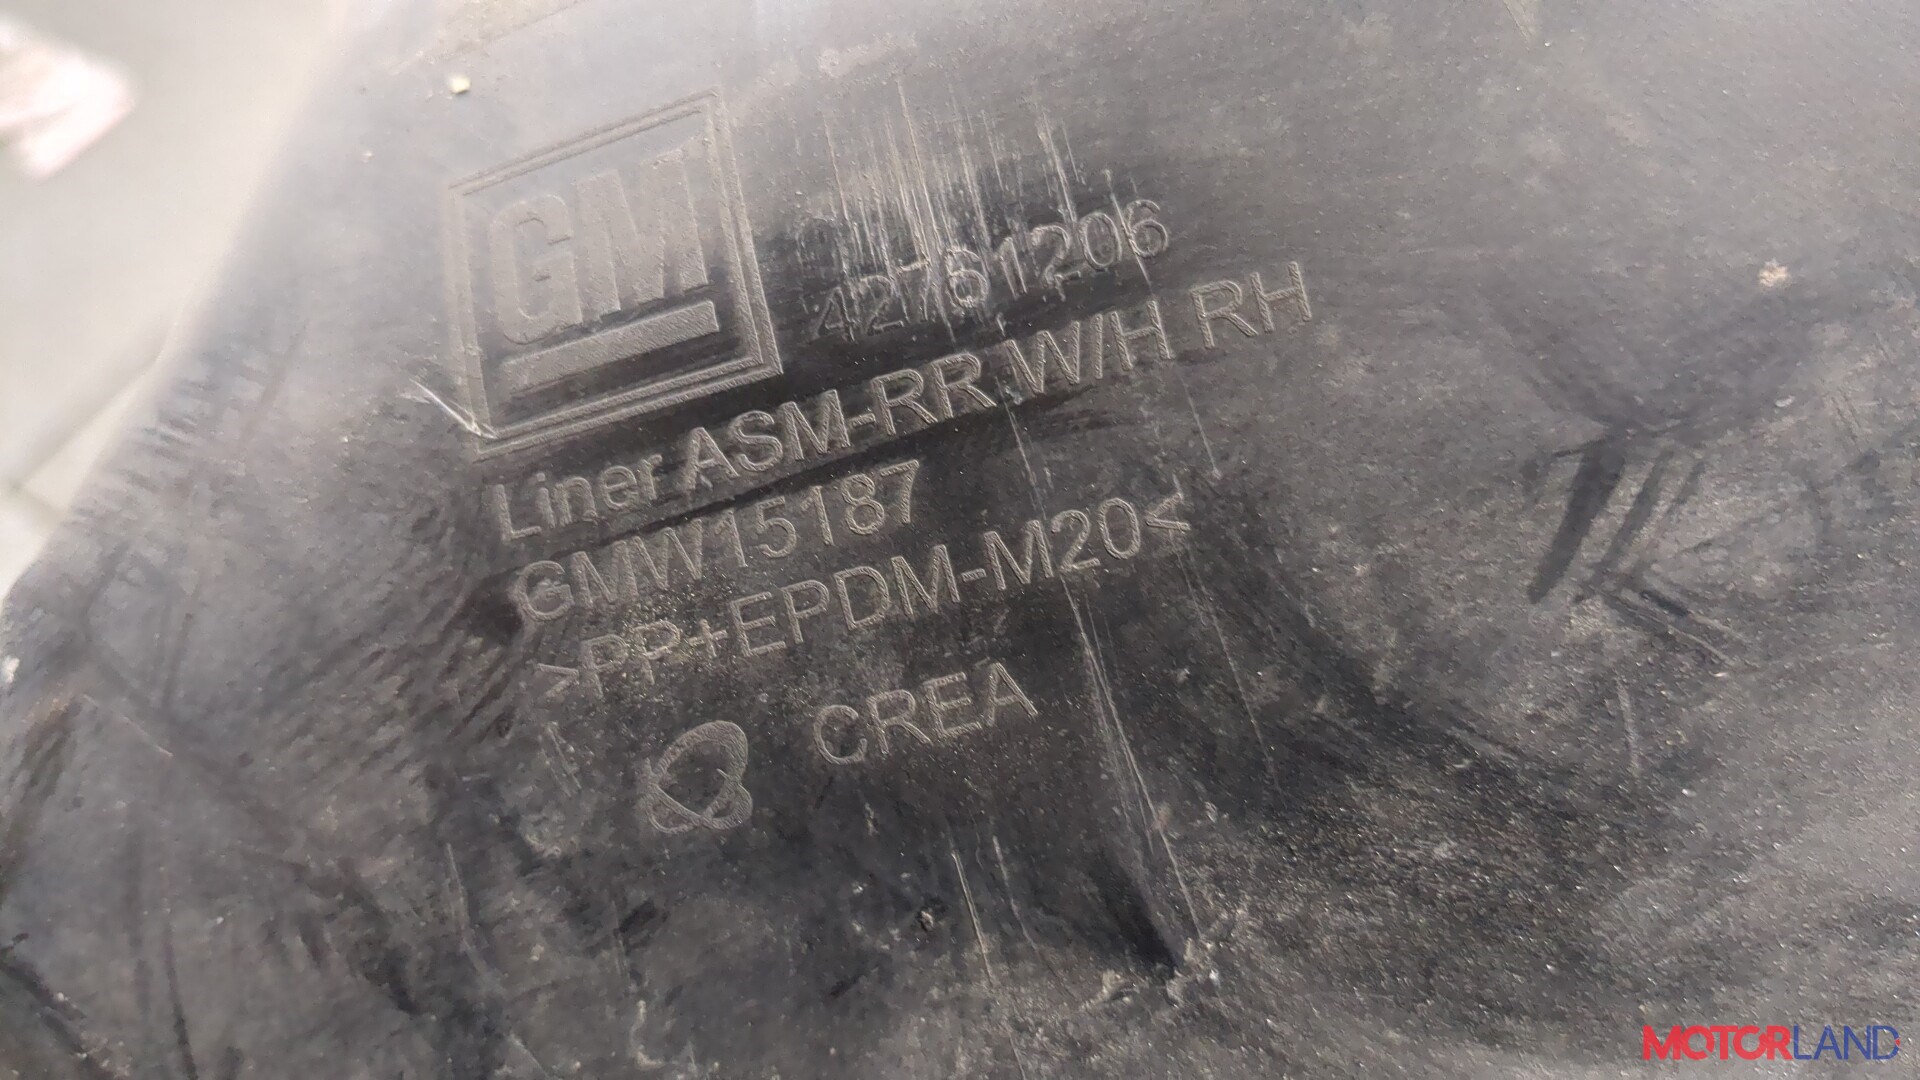 GM
42761206
Liner ASM-RR W/H RH
GMW15187
>PP+EPDM-M20<
CREA
MOTORLAND